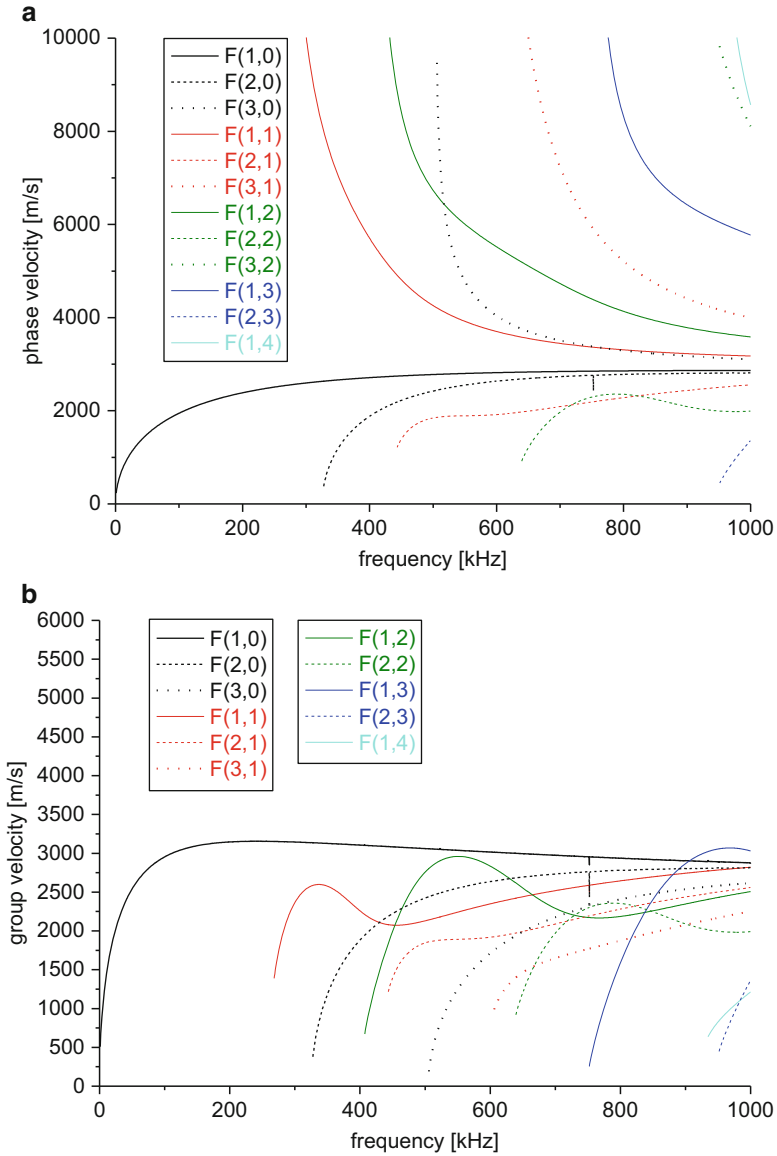 a
10000
8000
6000
4000
2000
0
phase velocity [m/s]
F(1,0)
F(2,0)
F(3,0)
F(1,1)
F(2,1)
F(3,1)
F(1,2)
F(2,2)
F(3,2)
F(1,3)
F(2,3)
F(1,4)
0 200 400 600 800 1000
frequency [kHz]
b
6000
5500
5000
4500
4000
3500
3000
2500
2000
1500
1000
500
0
group velocity [m/s]
F(1,0)
F(2,0)
F(3,0)
F(1,1)
F(2,1)
F(3,1)
F(1,2)
F(2,2)
F(1,3)
F(2,3)
F(1,4)
0 200 400 600 800 1000
frequency [kHz]